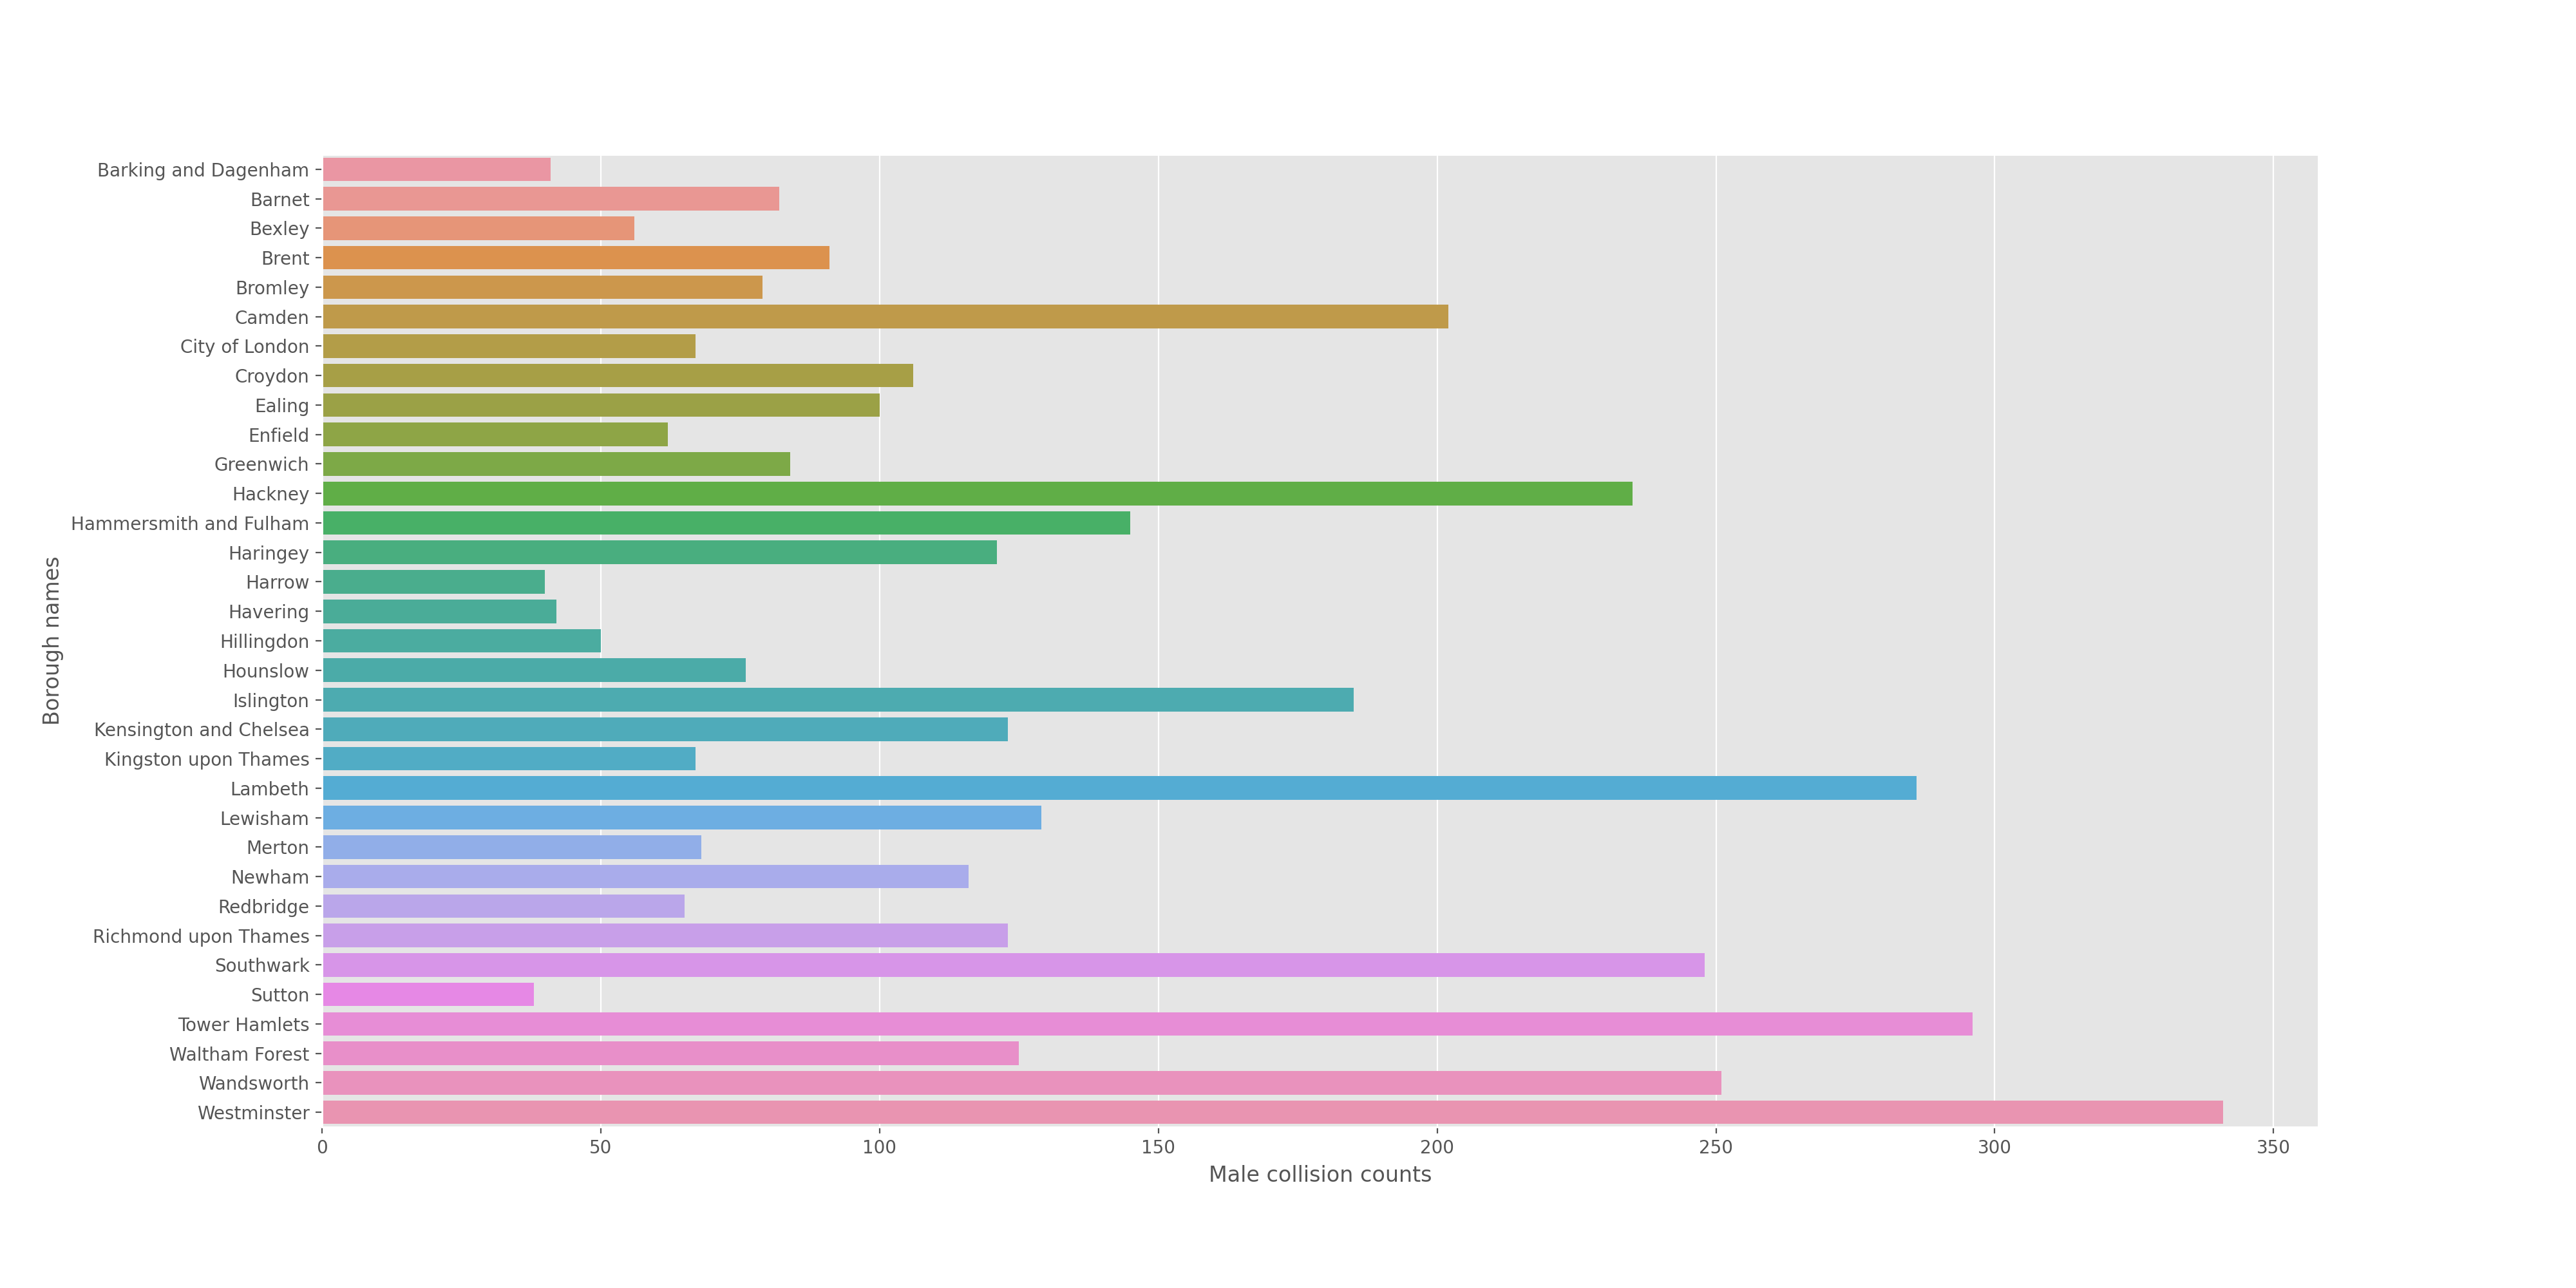 Barking and Dagenham
Barnet
Bexley
Brent
Bromley
Camden
City of London
Croydon
Ealing
Enfield
Greenwich
Hackney
Hammersmith and Fulham
Haringey
Harrow
Havering
Hillingdon
Hounslow
Islington
Kensington and Chelsea
Kingston upon Thames
Lambeth
Lewisham
Merton
Newham
Redbridge
Richmond upon Thames
Southwark
Sutton
Tower Hamlets
Waltham Forest
Wandsworth
Westminster
Borough names
0 50 100 150 200 250 300 350
Male collision counts